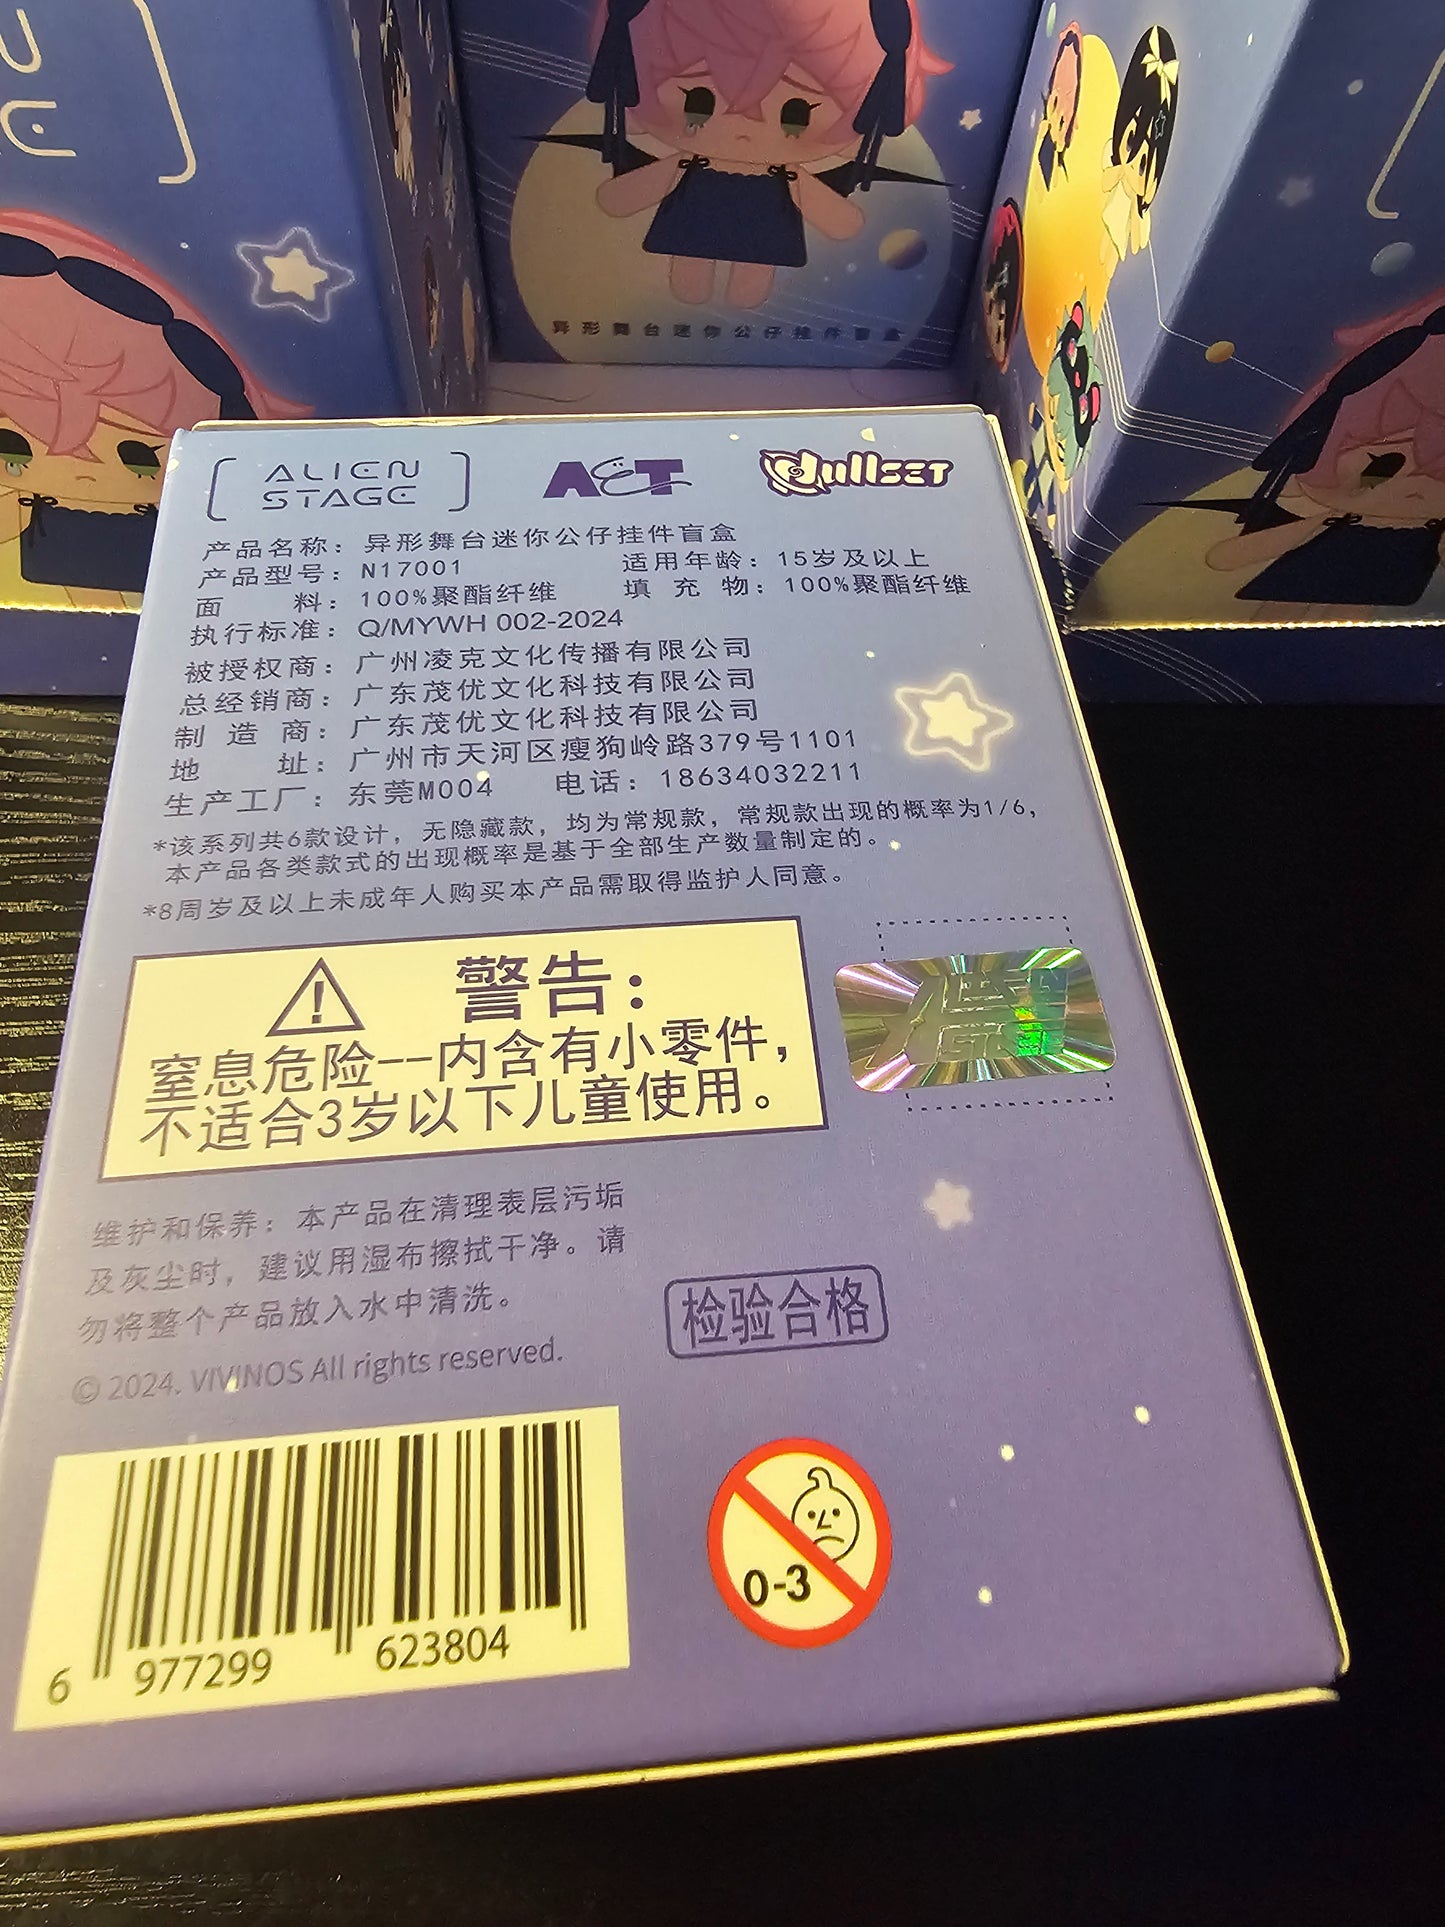 异形舞台迷你公仔挂件盲盒
ALIEN
STAGE
NullSET
产品名称：异形舞台迷你公仔挂件盲盒
产品型号：N17001 适用年龄：15岁及以上
面 料：100%聚酯纤维 填 充 物：100%聚酯纤维
执行标准：Q/MYWH 002-2024
被授权商：广州凌克文化传播有限公司
总经销商：广东茂优文化科技有限公司
制 造 商：广东茂优文化科技有限公司
地 址：广州市天河区瘦狗岭路379号1101
生产工厂：东莞M004 电话：18634032211
*该系列共6款设计，无隐藏款，均为常规款，常规款出现的概率为1/6，
本产品各类款式的出现概率是基于全部生产数量制定的。
*8周岁及以上未成年人购买本产品需取得监护人同意。
警告：
窒息危险--内含有小零件，
不适合3岁以下儿童使用。
维护和保养：本产品在清理表层污垢
及灰尘时，建议用湿布擦拭干净。请
勿将整个产品放入水中清洗。
© 2024. VIVINOS All rights reserved.
检验合格
6 977299 623804
0-3